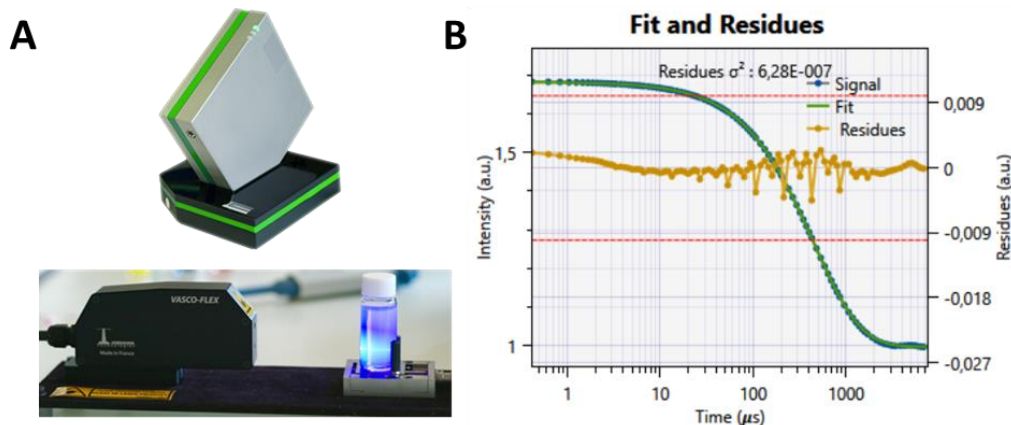 A
B
VASCO-FLEX
Made in France
Fit and Residues
Residues σ² : 6,28E-007
Signal
Fit
Residues
Intensity (a.u.)
1,5
1
0,009
0
-0,009
-0,018
-0,027
Residues (a.u.)
1 10 100 1000
Time (µs)